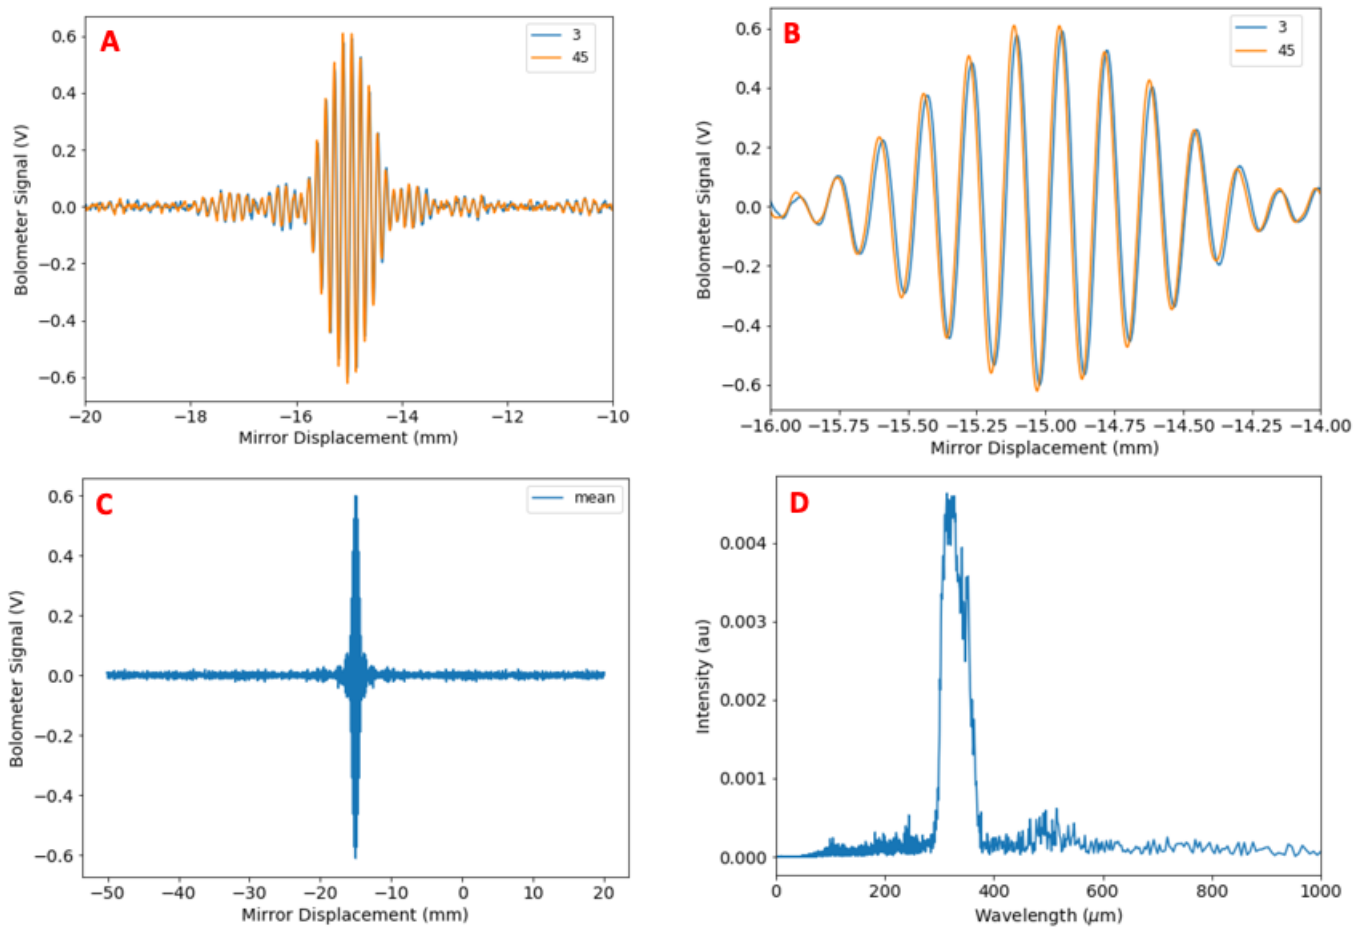 A
3
45
0.6
0.4
0.2
0.0
−0.2
−0.4
−0.6
Bolometer Signal (V)
−20 −18 −16 −14 −12 −10
Mirror Displacement (mm)
B
3
45
0.6
0.4
0.2
0.0
−0.2
−0.4
−0.6
Bolometer Signal (V)
−16.00 −15.75 −15.50 −15.25 −15.00 −14.75 −14.50 −14.25 −14.00
Mirror Displacement (mm)
C
mean
0.6
0.4
0.2
0.0
−0.2
−0.4
−0.6
Bolometer Signal (V)
−50 −40 −30 −20 −10 0 10 20
Mirror Displacement (mm)
D
0.004
0.003
0.002
0.001
0.000
Intensity (au)
0 200 400 600 800 1000
Wavelength (μm)